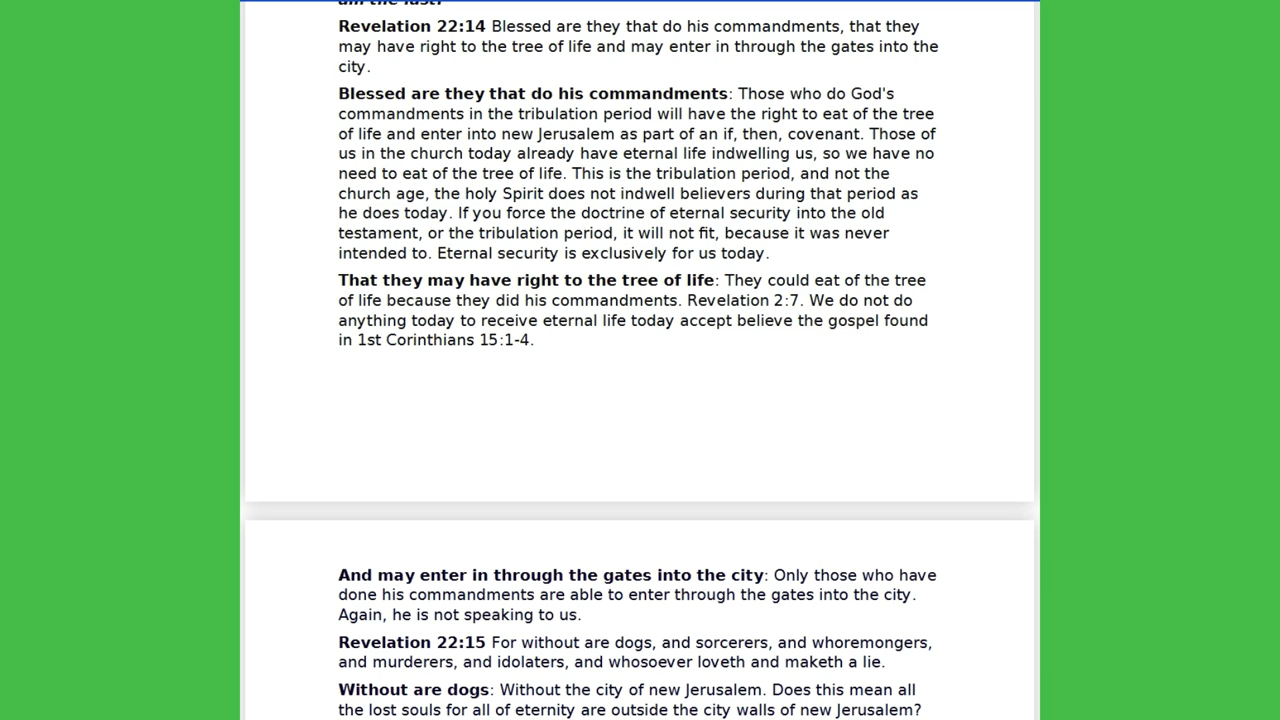 am the last?
Revelation 22:14 Blessed are they that do his commandments, that they
may have right to the tree of life and may enter in through the gates into the
city.
Blessed are they that do his commandments: Those who do God's
commandments in the tribulation period will have the right to eat of the tree
of life and enter into new Jerusalem as part of an if, then, covenant. Those of
us in the church today already have eternal life indwelling us, so we have no
need to eat of the tree of life. This is the tribulation period, and not the
church age, the holy Spirit does not indwell believers during that period as
he does today. If you force the doctrine of eternal security into the old
testament, or the tribulation period, it will not fit, because it was never
intended to. Eternal security is exclusively for us today.
That they may have right to the tree of life: They could eat of the tree
of life because they did his commandments. Revelation 2:7. We do not do
anything today to receive eternal life today accept believe the gospel found
in 1st Corinthians 15:1-4.
And may enter in through the gates into the city: Only those who have
done his commandments are able to enter through the gates into the city.
Again, he is not speaking to us.
Revelation 22:15 For without are dogs, and sorcerers, and whoremongers,
and murderers, and idolaters, and whosoever loveth and maketh a lie.
Without are dogs: Without the city of new Jerusalem. Does this mean all
the lost souls for all of eternity are outside the city walls of new Jerusalem?